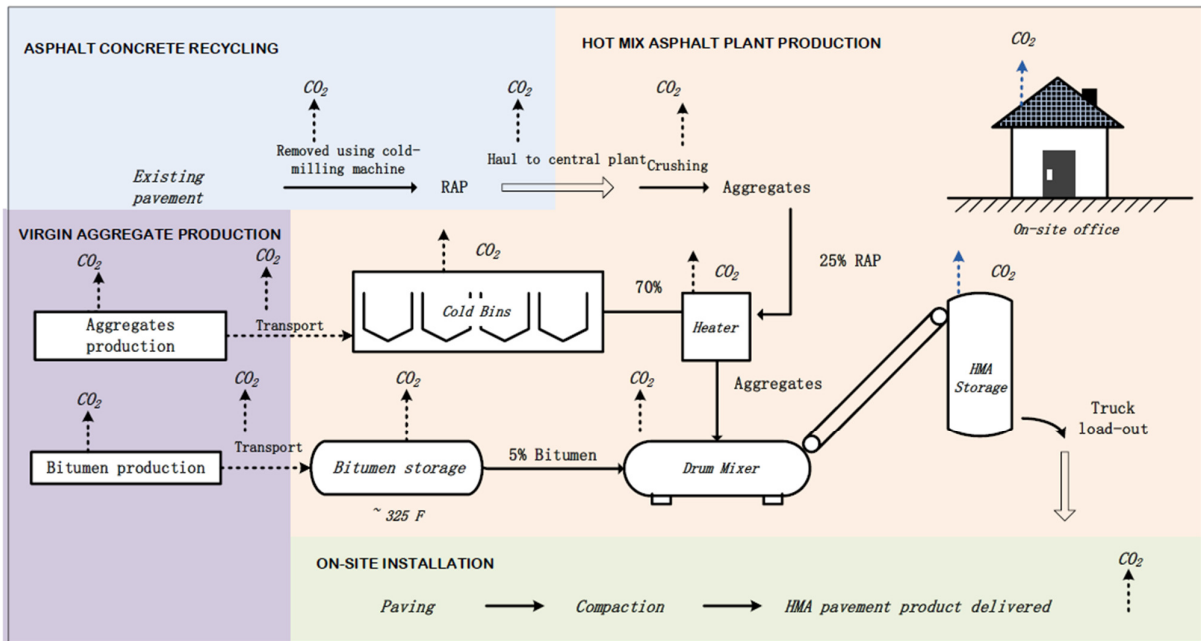 ASPHALT CONCRETE RECYCLING
HOT MIX ASPHALT PLANT PRODUCTION
CO2
CO2
CO2
CO2
Removed using cold-
milling machine
Haul to central plant
Crushing
Existing
pavement
RAP
Aggregates
On-site office
VIRGIN AGGREGATE PRODUCTION
CO2
CO2
CO2
CO2
CO2
25% RAP
70%
Cold Bins
Heater
Aggregates
production
Transport
HMA
Storage
Aggregates
CO2
CO2
CO2
CO2
Truck
load-out
Transport
Bitumen production
Bitumen storage
5% Bitumen
Drum Mixer
~ 325 F
ON-SITE INSTALLATION
CO2
Paving
Compaction
HMA pavement product delivered